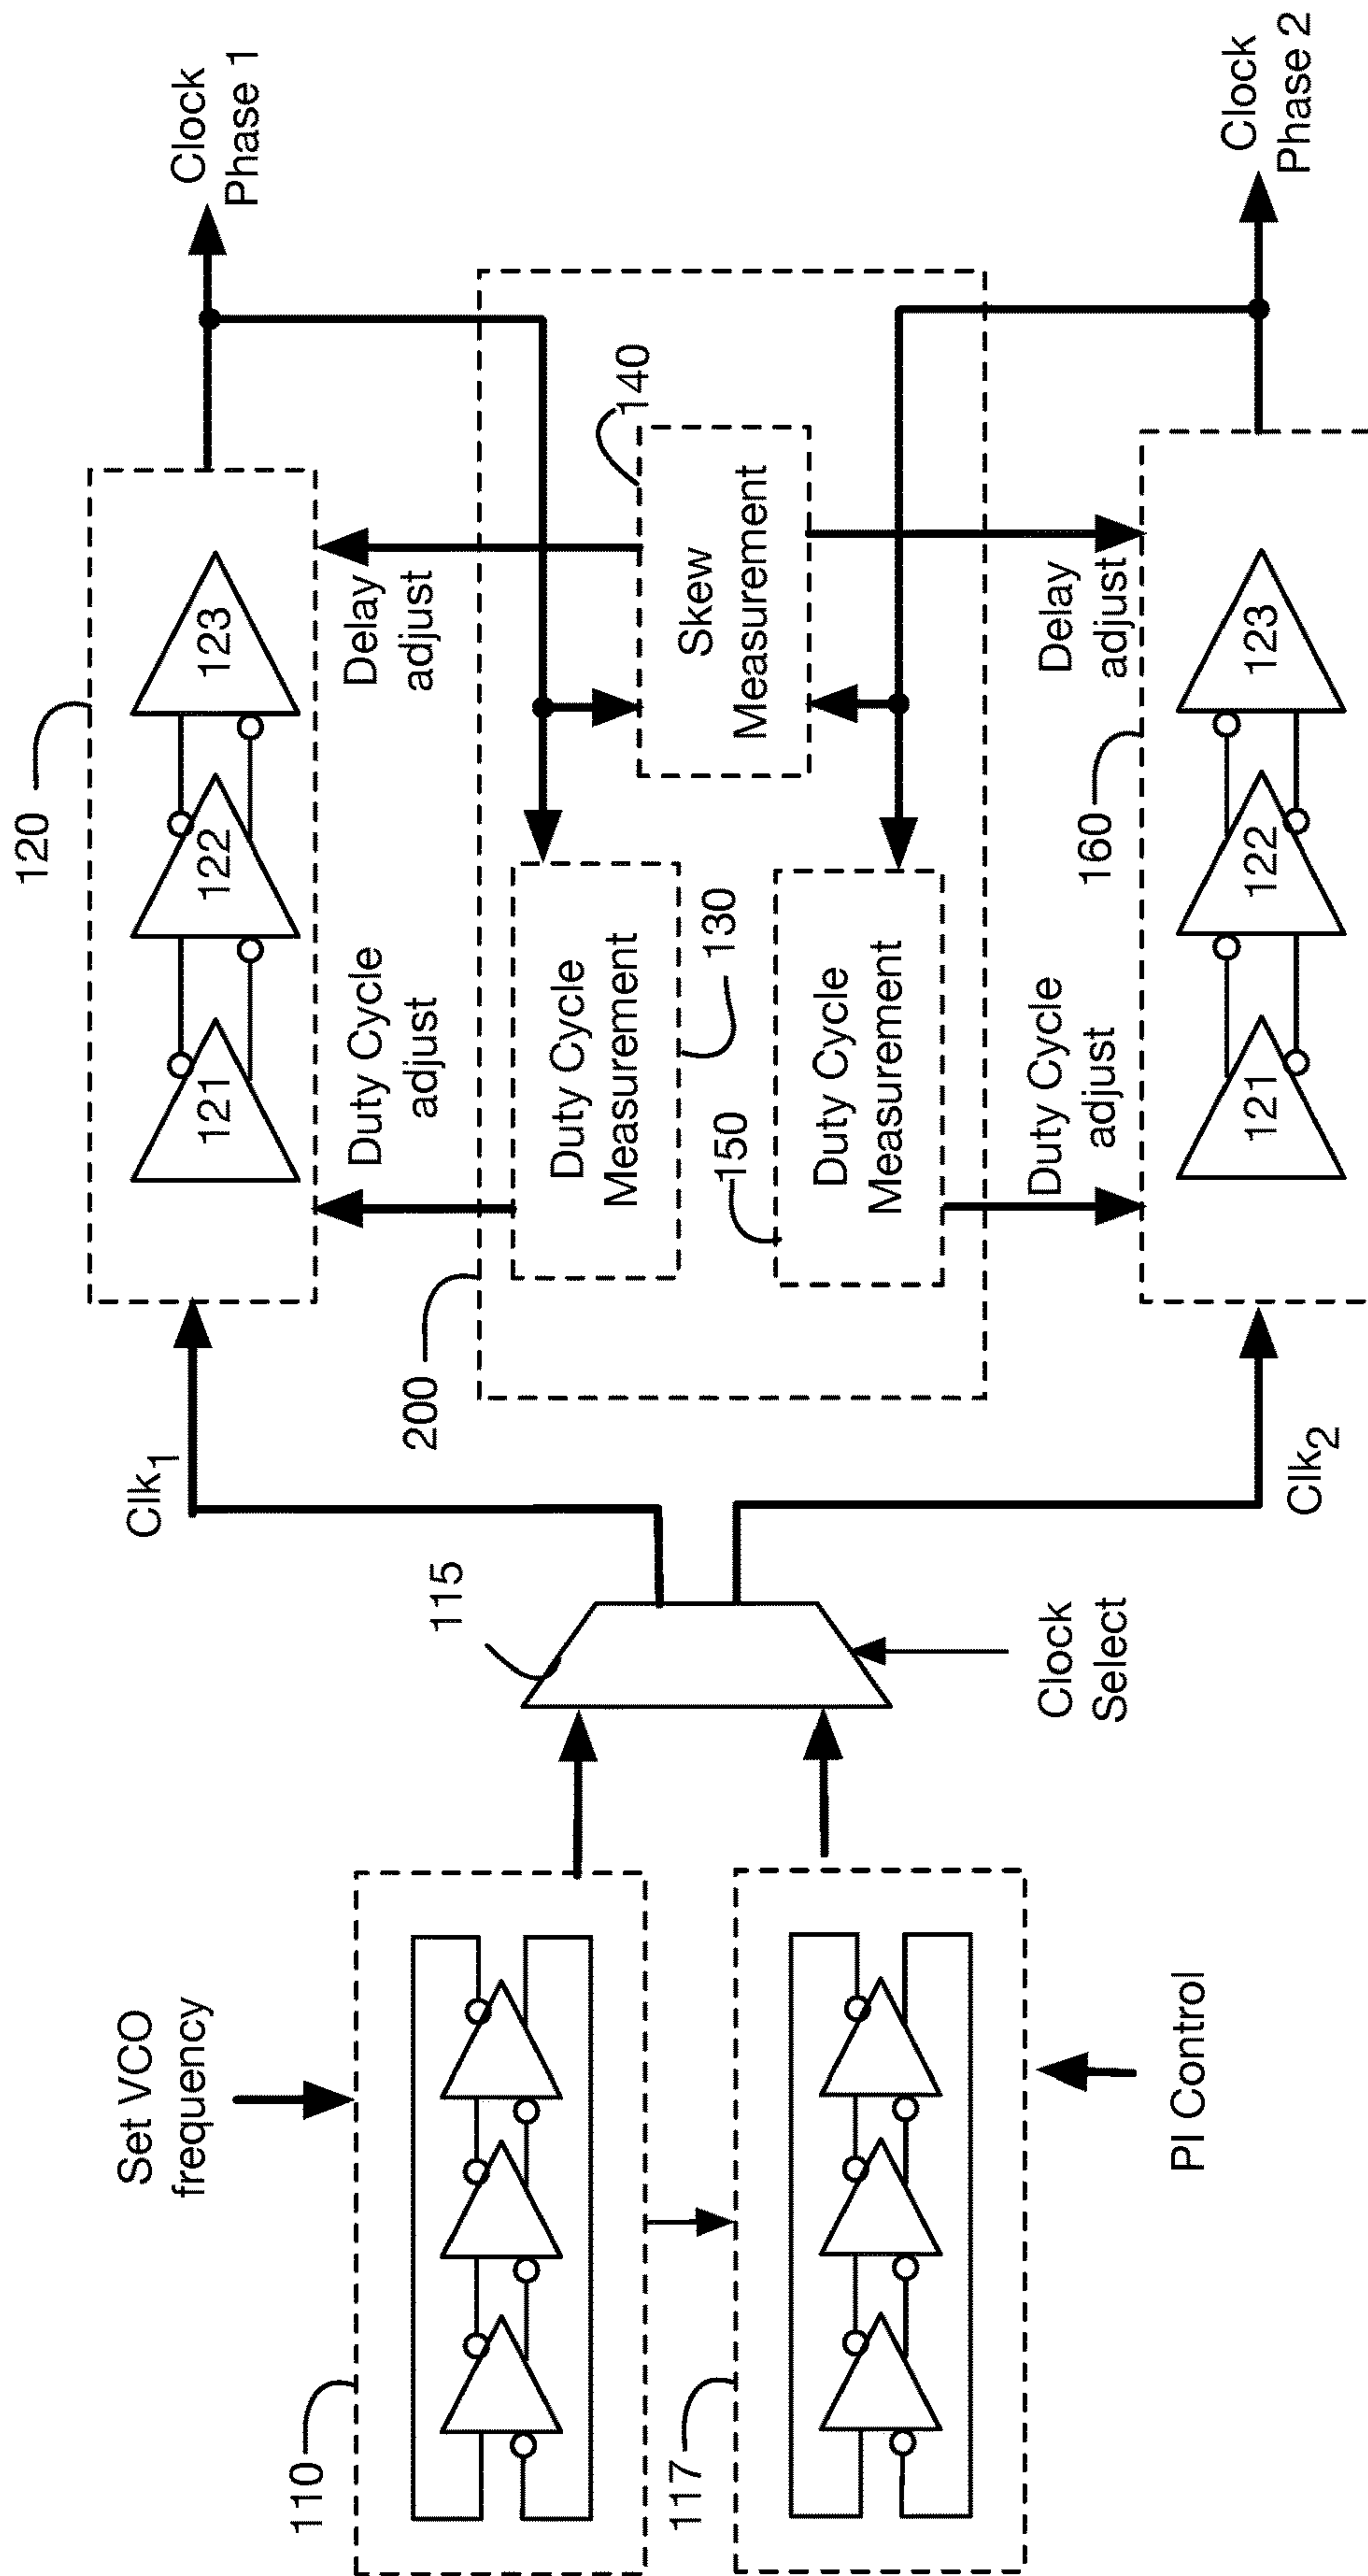 Set VCO
frequency
110
117
PI Control
115
Clock
Select
Clk1
Clk2
120
121
122
123
Clock
Phase 1
Duty Cycle
adjust
Delay
adjust
200
Duty Cycle
Measurement
130
140
Skew
Measurement
150
Duty Cycle
Measurement
Duty Cycle
adjust
Delay
adjust
160
121
122
123
Clock
Phase 2